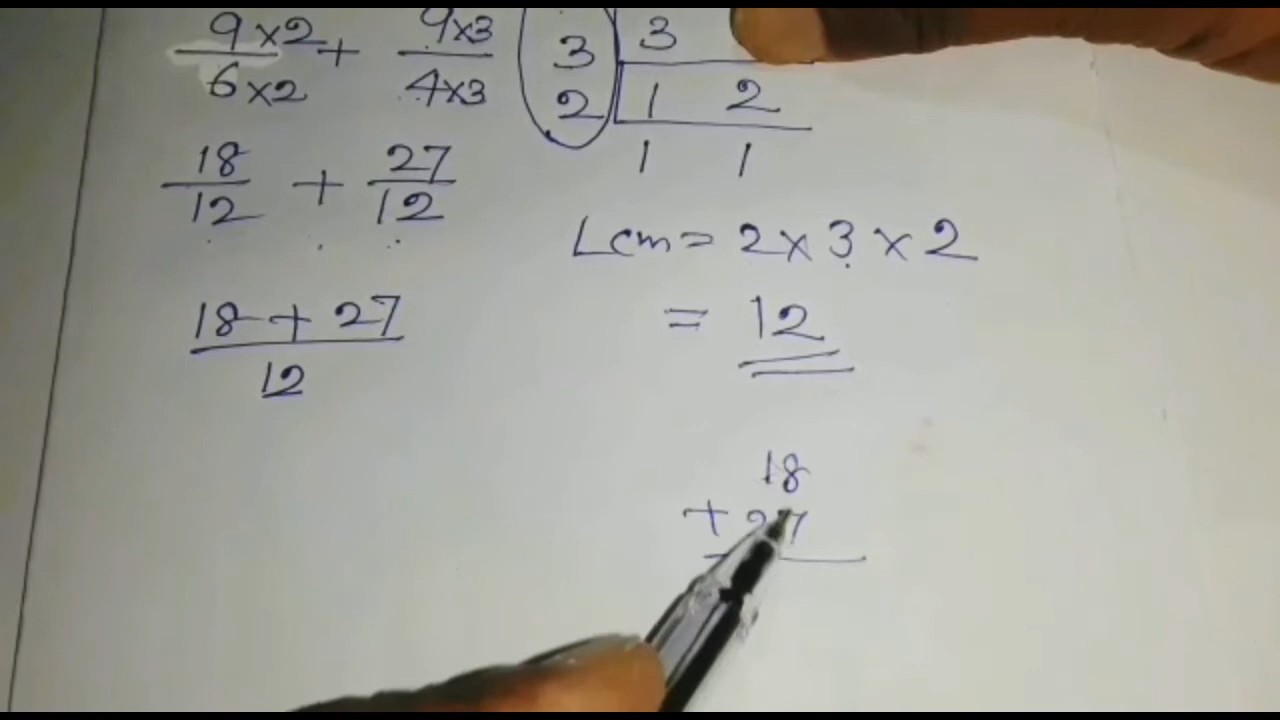 9×2/6×2 + 9×3/4×3
3 | 3
2 | 1 2
1 1
18/12 + 27/12
Lcm = 2×3×2
18+27/12
= 12
18
+ 27